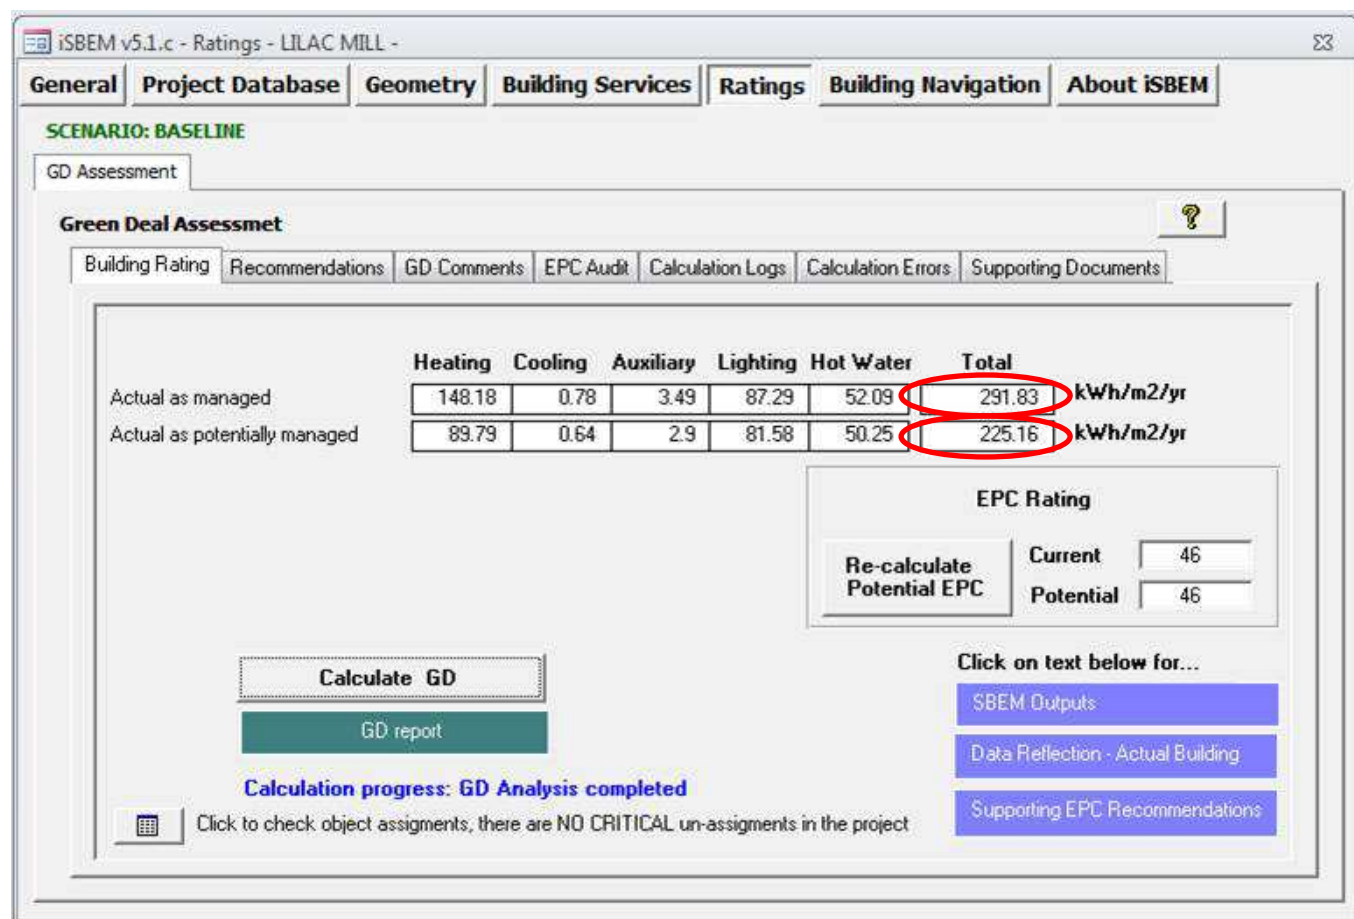 iSBEM v5.1.c - Ratings - LILAC MILL -
General Project Database Geometry Building Services Ratings Building Navigation About iSBEM
SCENARIO: BASELINE
GD Assessment
Green Deal Assessmet
?
Building Rating Recommendations GD Comments EPC Audit Calculation Logs Calculation Errors Supporting Documents
Heating Cooling Auxiliary Lighting Hot Water Total
Actual as managed 148.18 0.78 3.49 87.29 52.09 291.83 kWh/m2/yr
Actual as potentially managed 89.79 0.64 2.9 81.58 50.25 225.16 kWh/m2/yr
EPC Rating
Re-calculate Potential EPC
Current 46
Potential 46
Calculate GD
GD report
Click on text below for...
SBEM Outputs
Data Reflection - Actual Building
Supporting EPC Recommendations
Calculation progress: GD Analysis completed
Click to check object assigments, there are NO CRITICAL un-assigments in the project